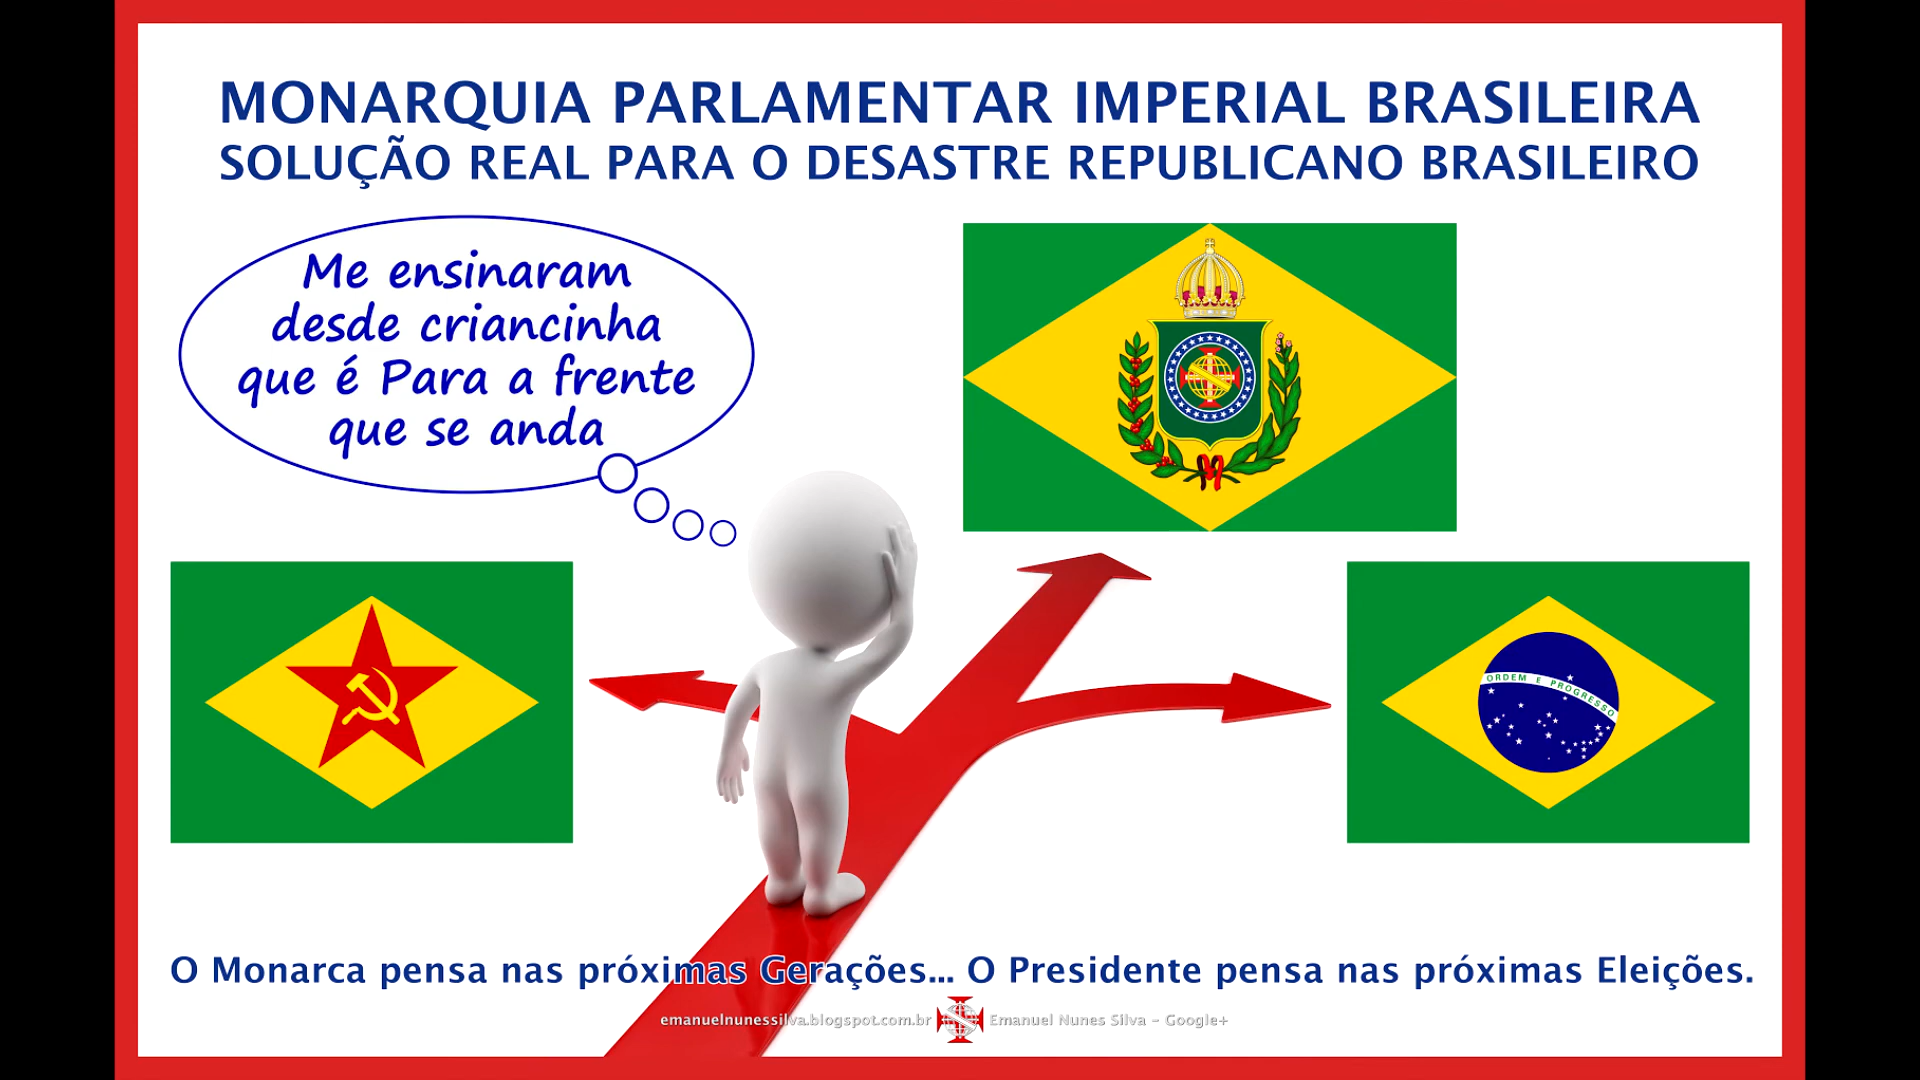 MONARQUIA PARLAMENTAR IMPERIAL BRASILEIRA
SOLUÇÃO REAL PARA O DESASTRE REPUBLICANO BRASILEIRO
Me ensinaram
desde criancinha
que é Para a frente
que se anda
ORDEM E PROGRESSO
O Monarca pensa nas próximas Gerações... O Presidente pensa nas próximas Eleições.
emanuelnunessilva.blogspot.com.br Emanuel Nunes Silva - Google+